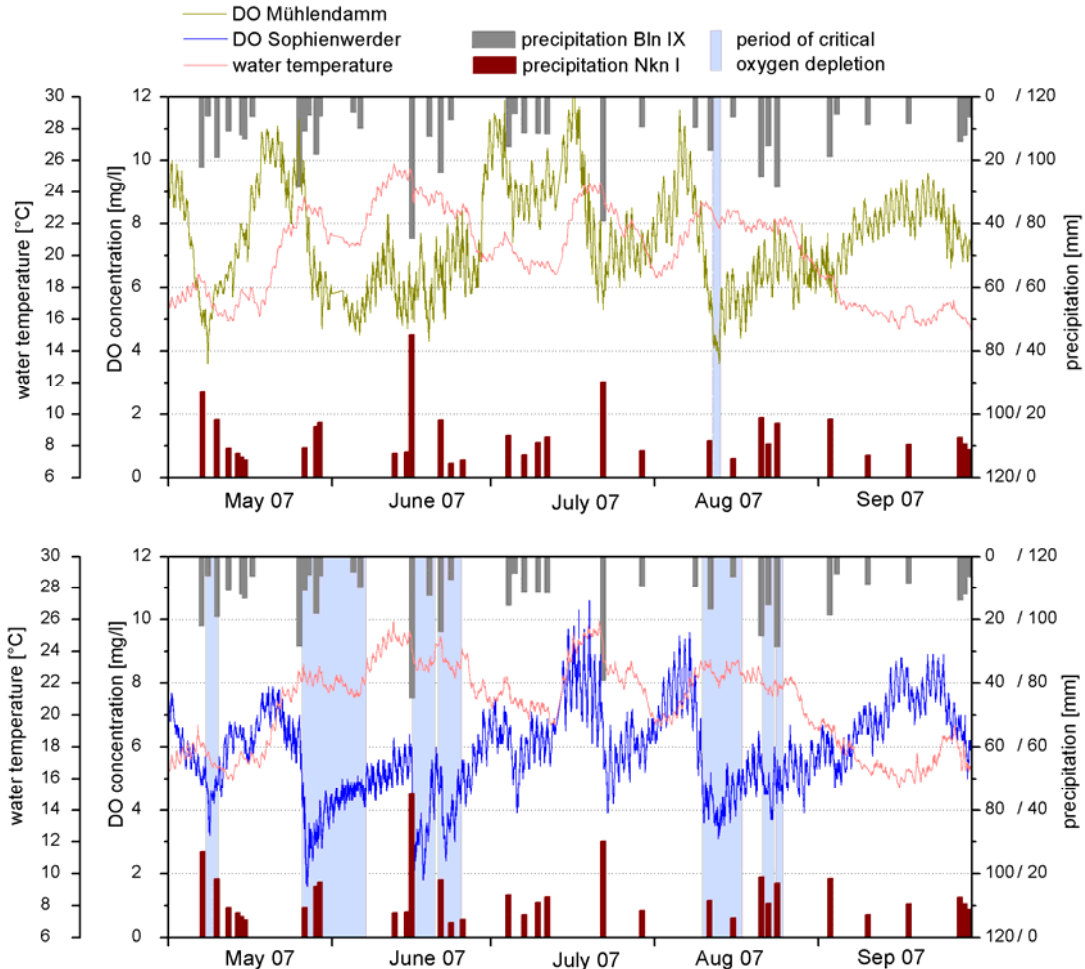 DO Mühlendamm
DO Sophienwerder
water temperature
precipitation Bln IX
precipitation Nkn I
period of critical
oxygen depletion
water temperature [°C]
30
28
26
24
22
20
18
16
14
12
10
8
6
DO concentration [mg/l]
12
10
8
6
4
2
0
0 / 120
20 / 100
40 / 80
60 / 60
80 / 40
100 / 20
120 / 0
precipitation [mm]
May 07
June 07
July 07
Aug 07
Sep 07
water temperature [°C]
30
28
26
24
22
20
18
16
14
12
10
8
6
DO concentration [mg/l]
12
10
8
6
4
2
0
0 / 120
20 / 100
40 / 80
60 / 60
80 / 40
100 / 20
120 / 0
precipitation [mm]
May 07
June 07
July 07
Aug 07
Sep 07